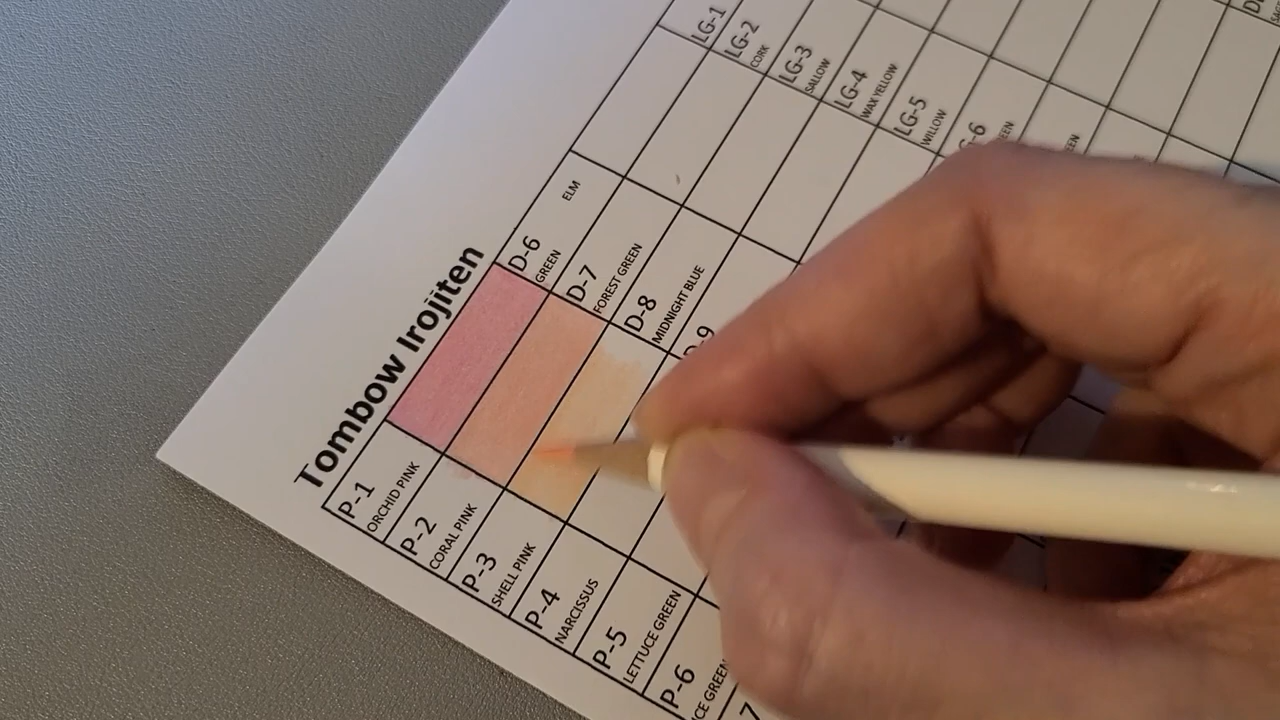 Tombow Irojiten
P-1
ORCHID PINK
P-2
CORAL PINK
P-3
SHELL PINK
P-4
NARCISSUS
P-5
LETTUCE GREEN
P-6
GREEN
7
D-6
ELM
GREEN
D-7
FOREST GREEN
D-8
MIDNIGHT BLUE
LG-1
LG-2
CORK
LG-3
SALLOW
LG-4
WAX YELLOW
LG-5
WILLOW